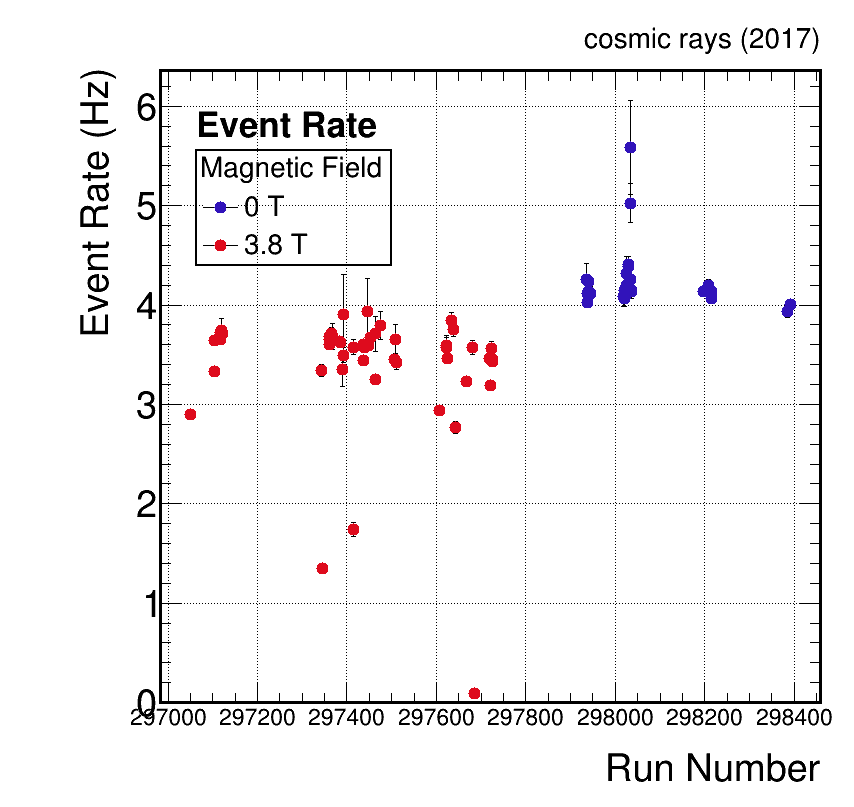 cosmic rays (2017)
Event Rate (Hz)
Event Rate
Magnetic Field
0 T
3.8 T
6
5
4
3
2
1
0
297000 297200 297400 297600 297800 298000 298200 298400
Run Number